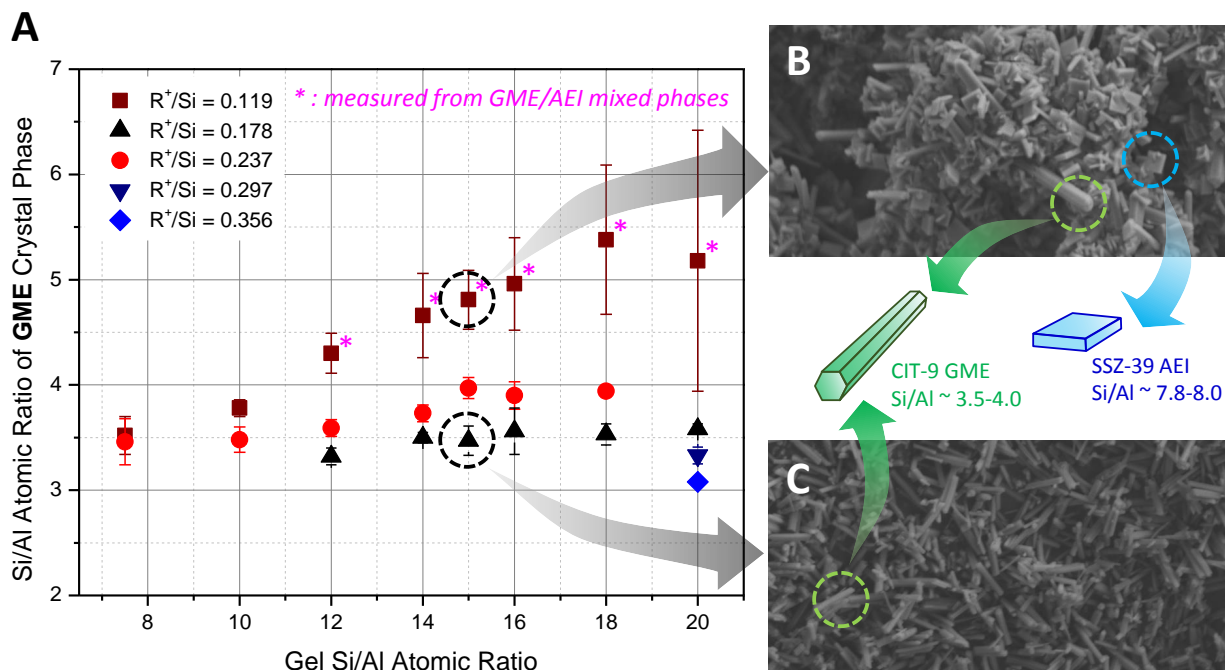 A
7
6
5
4
3
2
8
10
12
14
16
18
20
Si/Al Atomic Ratio of GME Crystal Phase
Gel Si/Al Atomic Ratio
R⁺/Si = 0.119
R⁺/Si = 0.178
R⁺/Si = 0.237
R⁺/Si = 0.297
R⁺/Si = 0.356
* : measured from GME/AEI mixed phases
*
*
*
*
*
*
B
CIT-9 GME
Si/Al ~ 3.5-4.0
SSZ-39 AEI
Si/Al ~ 7.8-8.0
C